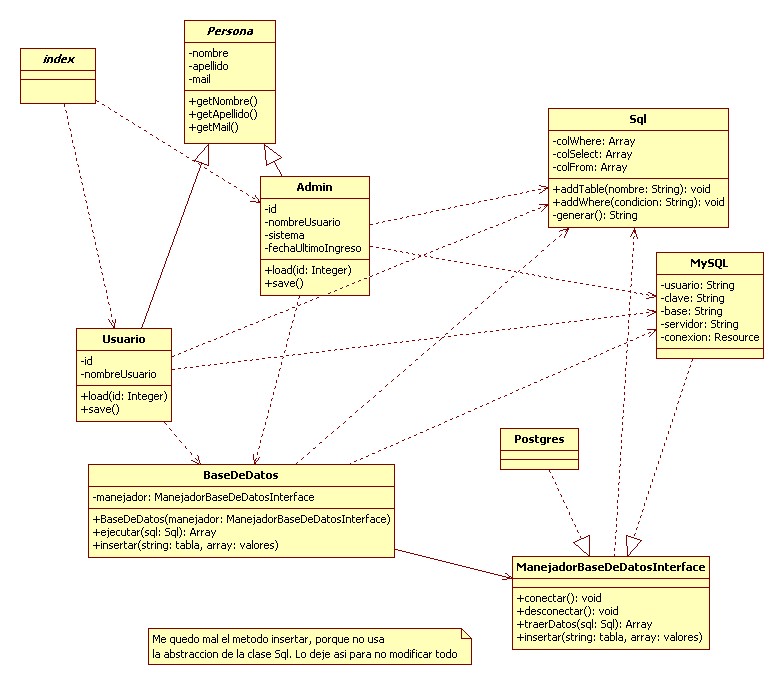 Persona
-nombre
-apellido
-mail
+getNombre()
+getApellido()
+getMail()
index
Sql
-colWhere: Array
-colSelect: Array
-colFrom: Array
+addTable(nombre: String): void
+addWhere(condicion: String): void
-generar(): String
Admin
-id
-nombreUsuario
-sistema
-fechaUltimoIngreso
+load(id: Integer)
+save()
MySQL
-usuario: String
-clave: String
-base: String
-servidor: String
-conexion: Resource
Usuario
-id
-nombreUsuario
+load(id: Integer)
+save()
Postgres
BaseDeDatos
-manejador: ManejadorBaseDeDatosInterface
+BaseDeDatos(manejador: ManejadorBaseDeDatosInterface)
+ejecutar(sql: Sql): Array
+insertar(string: tabla, array: valores)
ManejadorBaseDeDatosInterface
+conectar(): void
+desconectar(): void
+traerDatos(sql: Sql): Array
+insertar(string: tabla, array: valores)
Me quedo mal el metodo insertar, porque no usa
la abstraccion de la clase Sql. Lo deje asi para no modificar todo